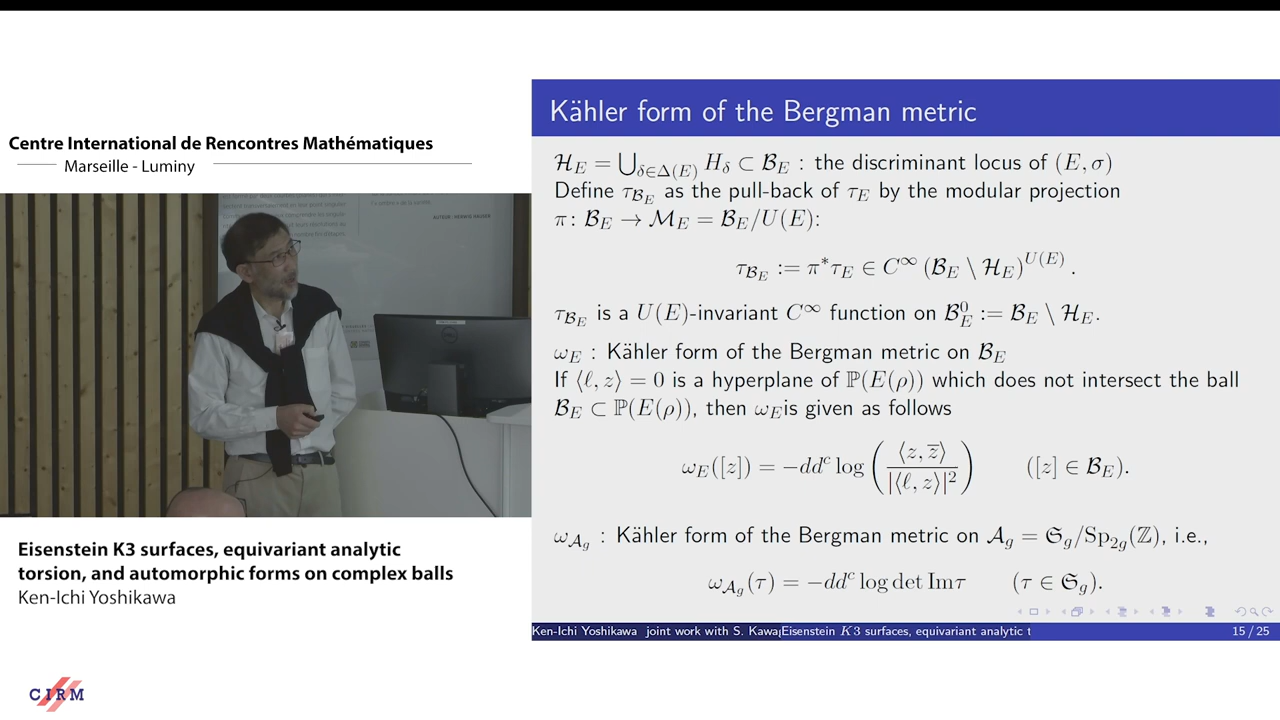 Centre International de Rencontres Mathématiques
Marseille - Luminy
AUTEUR : HERWIG HAUSER
DELL
Eisenstein K3 surfaces, equivariant analytic
torsion, and automorphic forms on complex balls
Ken-Ichi Yoshikawa
CIRM
Kähler form of the Bergman metric
ℋ_E = ⋃_{δ∈Δ(E)} H_δ ⊂ ℬ_E : the discriminant locus of (E, σ)
Define τ_{ℬ_E} as the pull-back of τ_E by the modular projection
π: ℬ_E → ℳ_E = ℬ_E/U(E):
τ_{ℬ_E} := π*τ_E ∈ C^∞ (ℬ_E \ ℋ_E)^{U(E)}.
τ_{ℬ_E} is a U(E)-invariant C^∞ function on ℬ_E^0 := ℬ_E \ ℋ_E.
ω_E : Kähler form of the Bergman metric on ℬ_E
If ⟨ℓ, z⟩ = 0 is a hyperplane of ℙ(E(ρ)) which does not intersect the ball
ℬ_E ⊂ ℙ(E(ρ)), then ω_E is given as follows
ω_E([z]) = −dd^c log (⟨z, z̄⟩ / |⟨ℓ, z⟩|²) ([z] ∈ ℬ_E).
ω_{𝒜_g} : Kähler form of the Bergman metric on 𝒜_g = 𝔖_g/Sp_{2g}(ℤ), i.e.,
ω_{𝒜_g}(τ) = −dd^c log det Imτ (τ ∈ 𝔖_g).
Ken-Ichi Yoshikawa joint work with S. Kawa Eisenstein K3 surfaces, equivariant analytic t 15 / 25